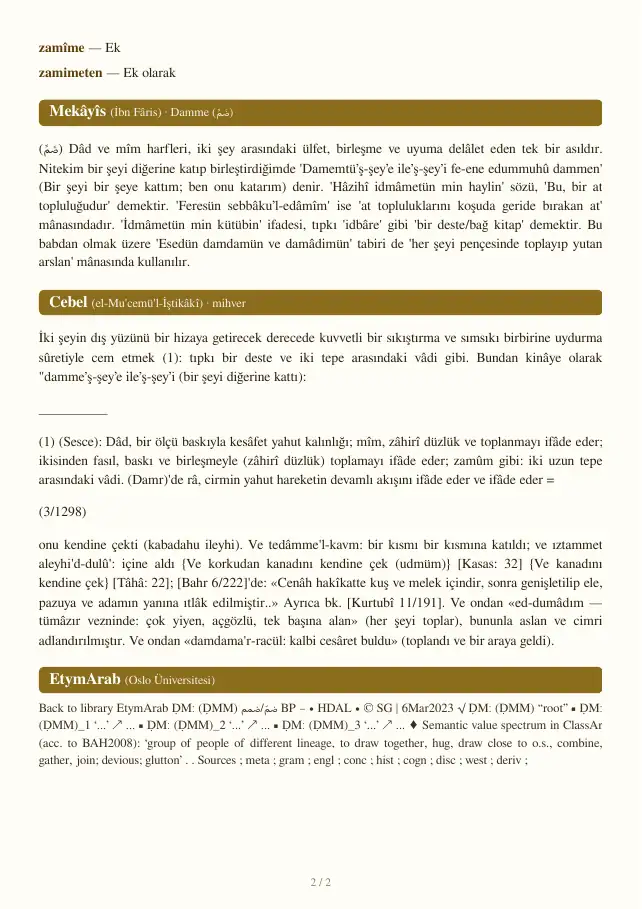 zamîme — Ek
zamimeten — Ek olarak
Mekâyîs (İbn Fâris) · Damme (ضمّ)
(ضمّ) Dâd ve mîm harfleri, iki şey arasındaki ülfet, birleşme ve uyuma delâlet eden tek bir asıldır.
Nitekim bir şeyi diğerine katıp birleştirdiğimde 'Damemtü'ş-şey'e ile'ş-şey'i fe-ene edummuhû dammen'
(Bir şeyi bir şeye kattım; ben onu katarım) denir. 'Hâzihî idmâmetün min haylin' sözü, 'Bu, bir at
topluluğudur' demektir. 'Feresün sebbâku'l-edâmîm' ise 'at topluluklarını koşuda geride bırakan at'
mânasındadır. 'İdmâmetün min kütübin' ifadesi, tıpkı 'idbâre' gibi 'bir deste/bağ kitap' demektir. Bu
babdan olmak üzere 'Esedün damdamün ve damâdimün' tabiri de 'her şeyi pençesinde toplayıp yutan
arslan' mânasında kullanılır.
Cebel (el-Mu'cemü'l-İştikâkî) · mihver
İki şeyin dış yüzünü bir hizaya getirecek derecede kuvvetli bir sıkıştırma ve sımsıkı birbirine uydurma
sûretiyle cem etmek (1): tıpkı bir deste ve iki tepe arasındaki vâdi gibi. Bundan kinâye olarak
"damme'ş-şey'e ile'ş-şey'i (bir şeyi diğerine kattı):
(1) (Sesce): Dâd, bir ölçü baskıyla kesâfet yahut kalınlığı; mîm, zâhirî düzlük ve toplanmayı ifâde eder;
ikisinden fasıl, baskı ve birleşmeyle (zâhirî düzlük) toplamayı ifâde eder; zamûm gibi: iki uzun tepe
arasındaki vâdi. (Damr)'de râ, cirmin yahut hareketin devamlı akışını ifâde eder ve ifâde eder =
(3/1298)
onu kendine çekti (kabadahu ileyhi). Ve tedâmme'l-kavm: bir kısmı bir kısmına katıldı; ve ıztammet
aleyhi'd-dulû': içine aldı {Ve korkudan kanadını kendine çek (udmüm)} [Kasas: 32] {Ve kanadını
kendine çek} [Tâhâ: 22]; [Bahr 6/222]'de: «Cenâh hakîkatte kuş ve melek içindir, sonra genişletilip ele,
pazuya ve adamın yanına ıtlâk edilmiştir..» Ayrıca bk. [Kurtubî 11/191]. Ve ondan «ed-dumâdım —
tümâzır vezninde: çok yiyen, açgözlü, tek başına alan» (her şeyi toplar), bununla aslan ve cimri
adlandırılmıştır. Ve ondan «damdama'r-racül: kalbi cesâret buldu» (toplandı ve bir araya geldi).
EtymArab (Oslo Üniversitesi)
Back to library EtymArab ḌM: (ḌMM) ضمّ/ضمم BP – • HDAL • © SG | 6Mar2023 √ ḌM: (ḌMM) “root” ▪ ḌM:
(ḌMM)_1 ‘...’ ↗ ... ▪ ḌM: (ḌMM)_2 ‘...’ ↗ ... ▪ ḌM: (ḌMM)_3 ‘...’ ↗ ... ♦ Semantic value spectrum in ClassAr
(acc. to BAH2008): ‘group of people of different lineage, to draw together, hug, draw close to o.s., combine,
gather, join; devious; glutton’ . . Sources ; meta ; gram ; engl ; conc ; hist ; cogn ; disc ; west ; deriv ;
2 / 2